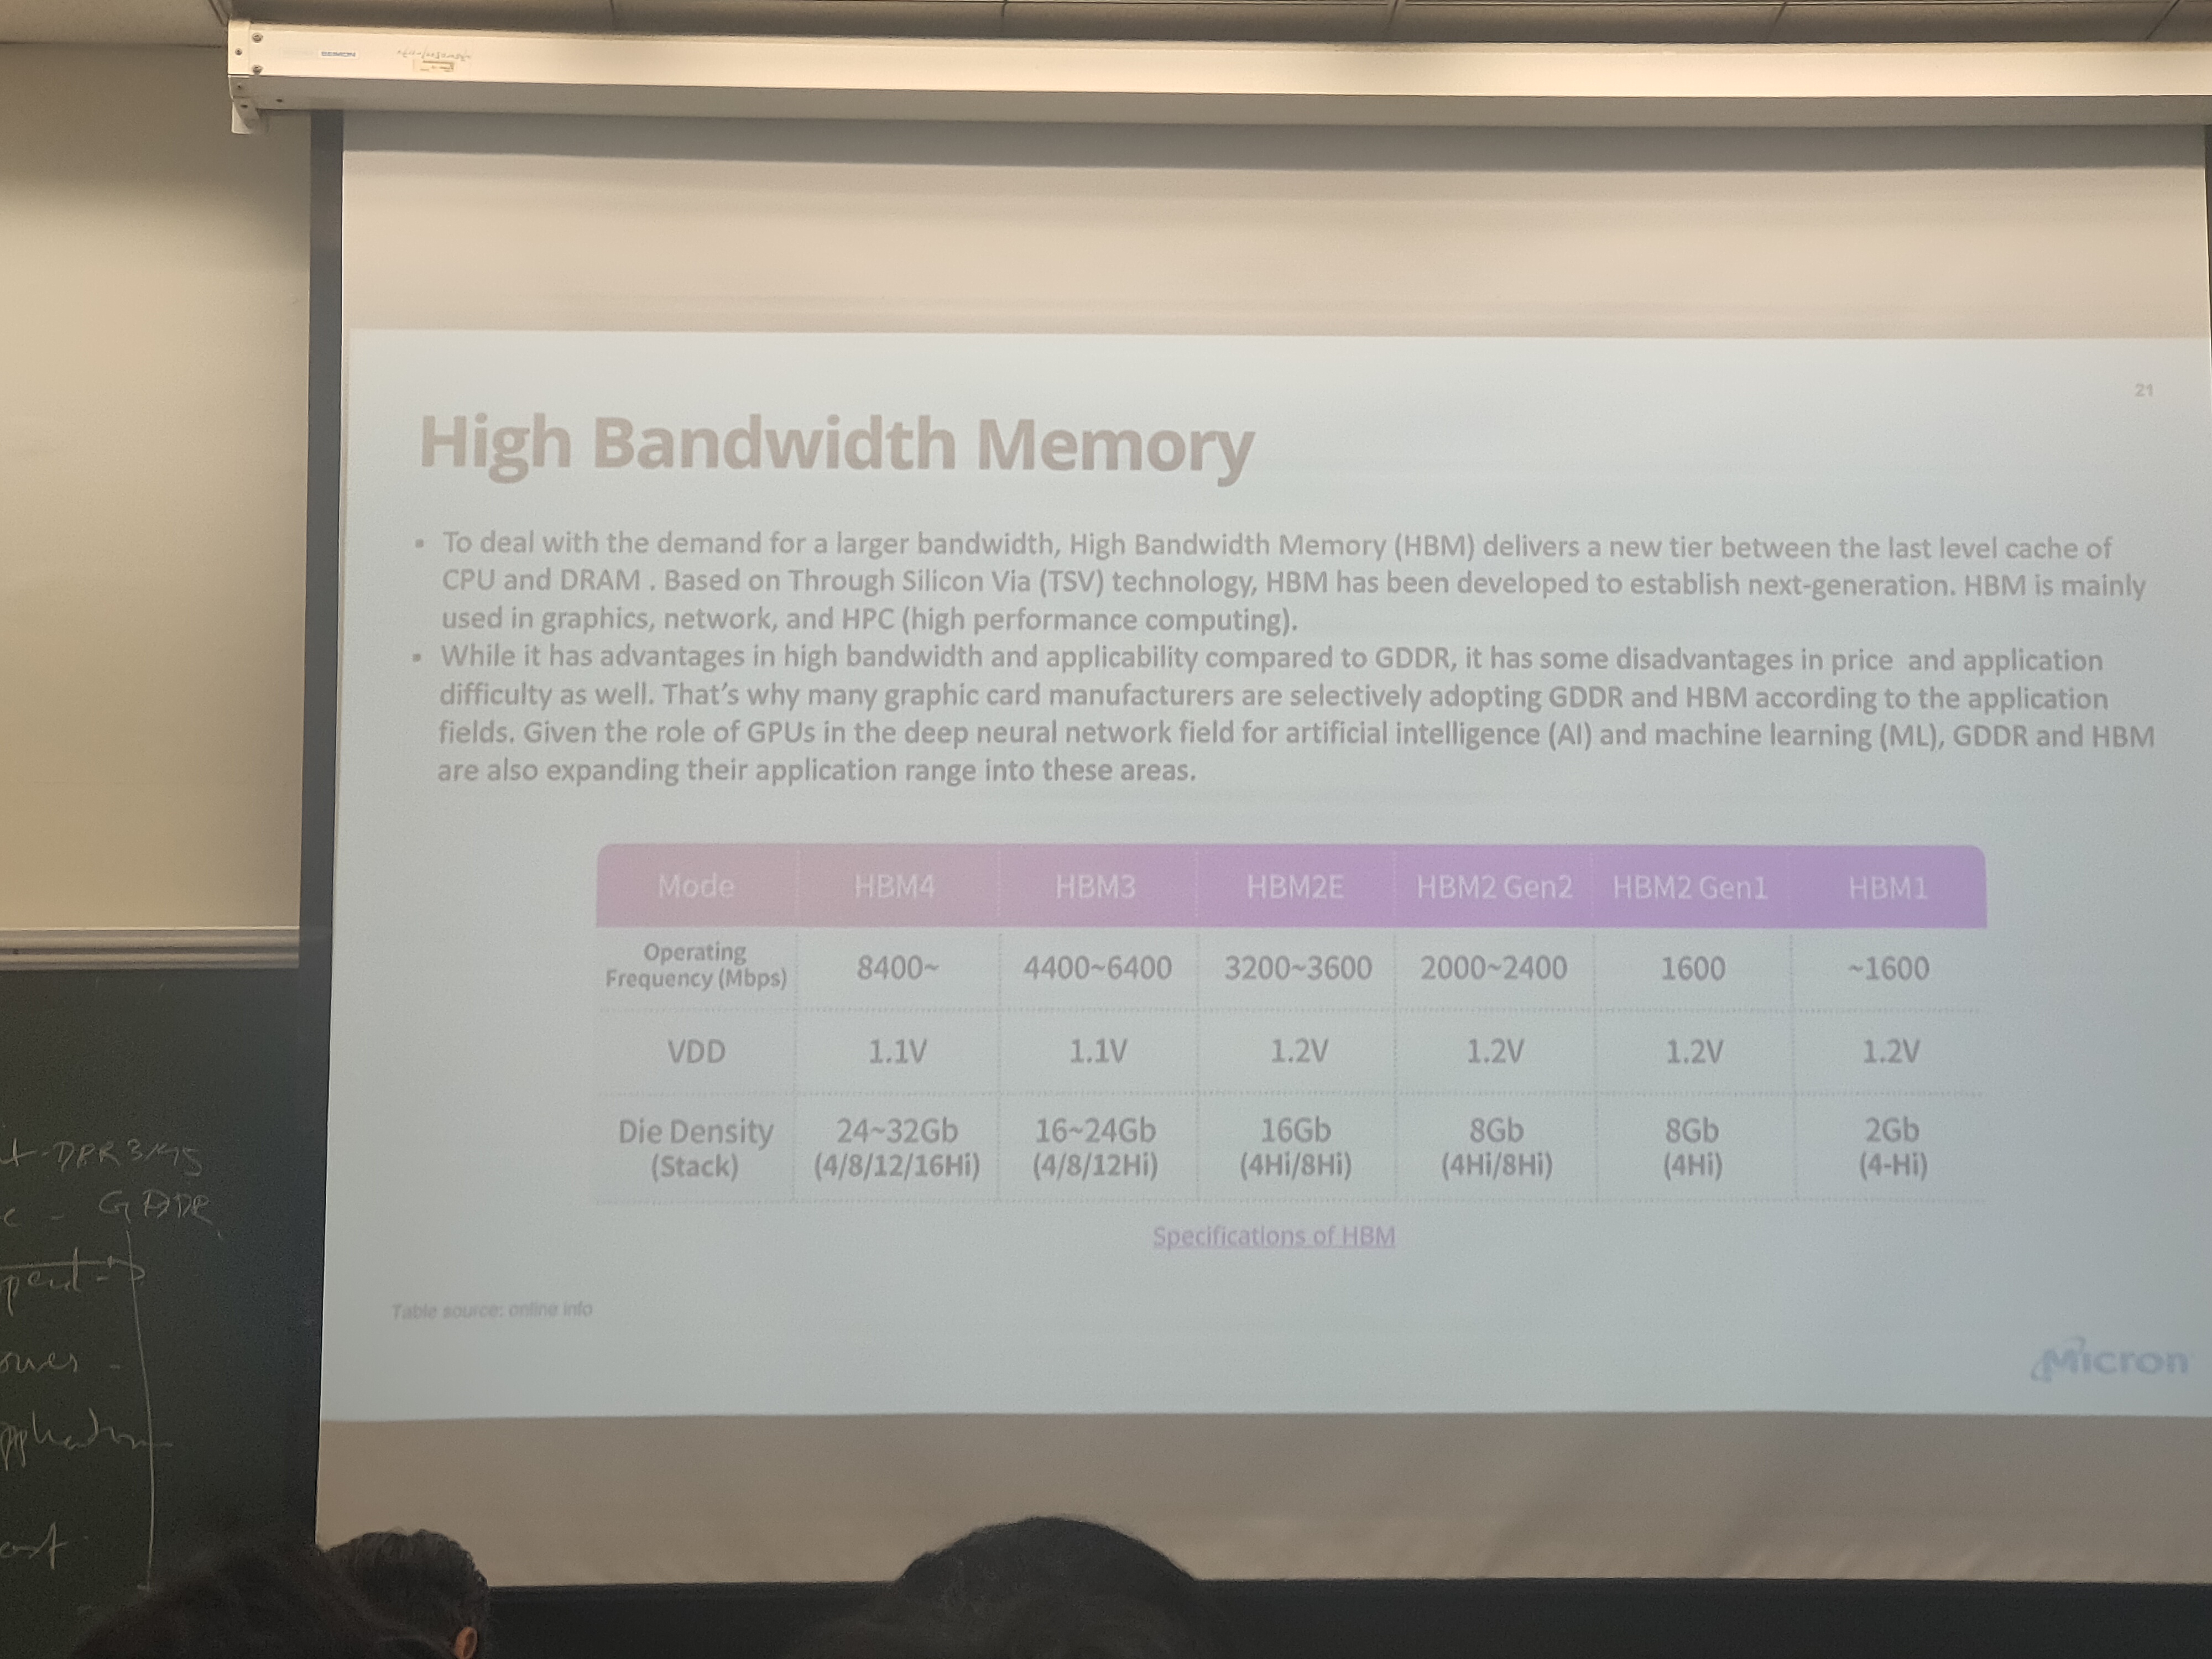 21
High Bandwidth Memory
▪ To deal with the demand for a larger bandwidth, High Bandwidth Memory (HBM) delivers a new tier between the last level cache of
CPU and DRAM . Based on Through Silicon Via (TSV) technology, HBM has been developed to establish next-generation. HBM is mainly
used in graphics, network, and HPC (high performance computing).
▪ While it has advantages in high bandwidth and applicability compared to GDDR, it has some disadvantages in price and application
difficulty as well. That's why many graphic card manufacturers are selectively adopting GDDR and HBM according to the application
fields. Given the role of GPUs in the deep neural network field for artificial intelligence (AI) and machine learning (ML), GDDR and HBM
are also expanding their application range into these areas.
Mode HBM4 HBM3 HBM2E HBM2 Gen2 HBM2 Gen1 HBM1
Operating
Frequency (Mbps) 8400~ 4400~6400 3200~3600 2000~2400 1600 ~1600
VDD 1.1V 1.1V 1.2V 1.2V 1.2V 1.2V
Die Density 24~32Gb 16~24Gb 16Gb 8Gb 8Gb 2Gb
(Stack) (4/8/12/16Hi) (4/8/12Hi) (4Hi/8Hi) (4Hi/8Hi) (4Hi) (4-Hi)
Specifications of HBM
Table source: online info
Micron
GDDR